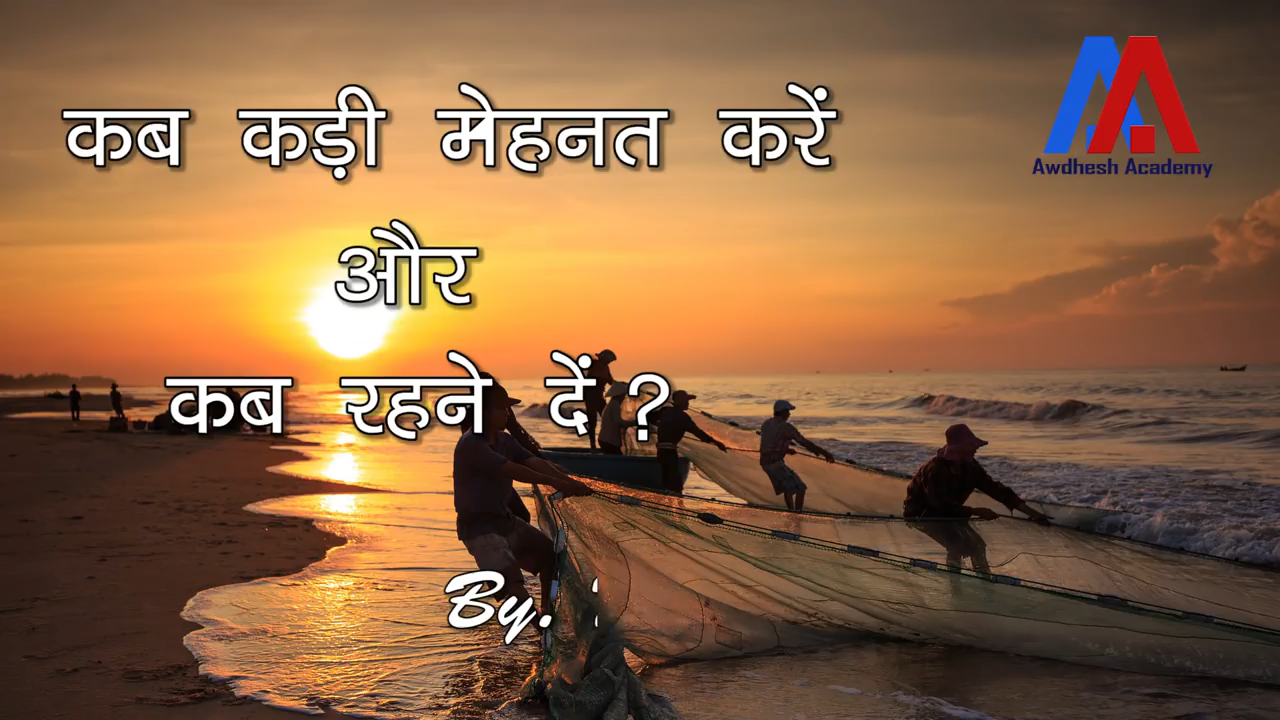 कब कड़ी मेहनत करें
और
कब रहने दें ?
By.
Awdhesh Academy